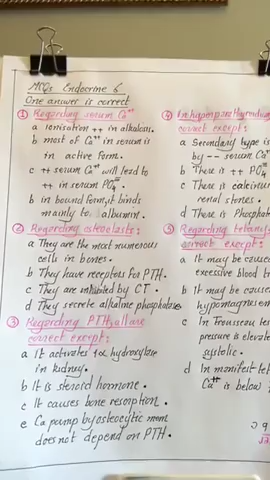 MCQs Endocrine 6
One answer is correct
① Regarding serum Ca++
a Ionisation ++ in alkalosis.
b most of Ca++ in serum is
in active form.
c ++ serum Ca++ will lead to
++ in serum PO4
in bound form, it binds
mainly to albumin.
② Regarding osteoclasts:
a They are the most numerous
cells in bones.
b They have receptors for PTH.
c They are inhibited by CT.
d They secrete alkaline phosphatase
③ Regarding PTH, all are
correct except:
a It activates 1α hydroxylase
in kidney.
b It is steroid hormone.
c It causes bone resorption.
e Ca pump by osteocytic mem
does not depend on PTH.
④ In hyperparathyroidism
correct except:
a Secondary type is
by -- serum Ca++
b There is ++ PO4
c There is calcinu
renal stones.
d There is Phosphat
⑤ Regarding tetany
correct except:
a It may be caused
excessive blood t
b It may be caused
hypomagnesem
c In Trousseau te
pressure is elevate
systolic.
d In manifest tet
Ca++ is below